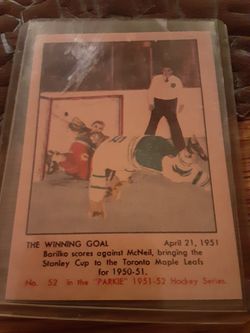 THE WINNING GOAL April 21, 1951
Barilko scores against McNeil, bringing the
Stanley Cup to the Toronto Maple Leafs
for 1950-51.
No. 52 in the "PARKIE" 1951-52 Hockey Series.